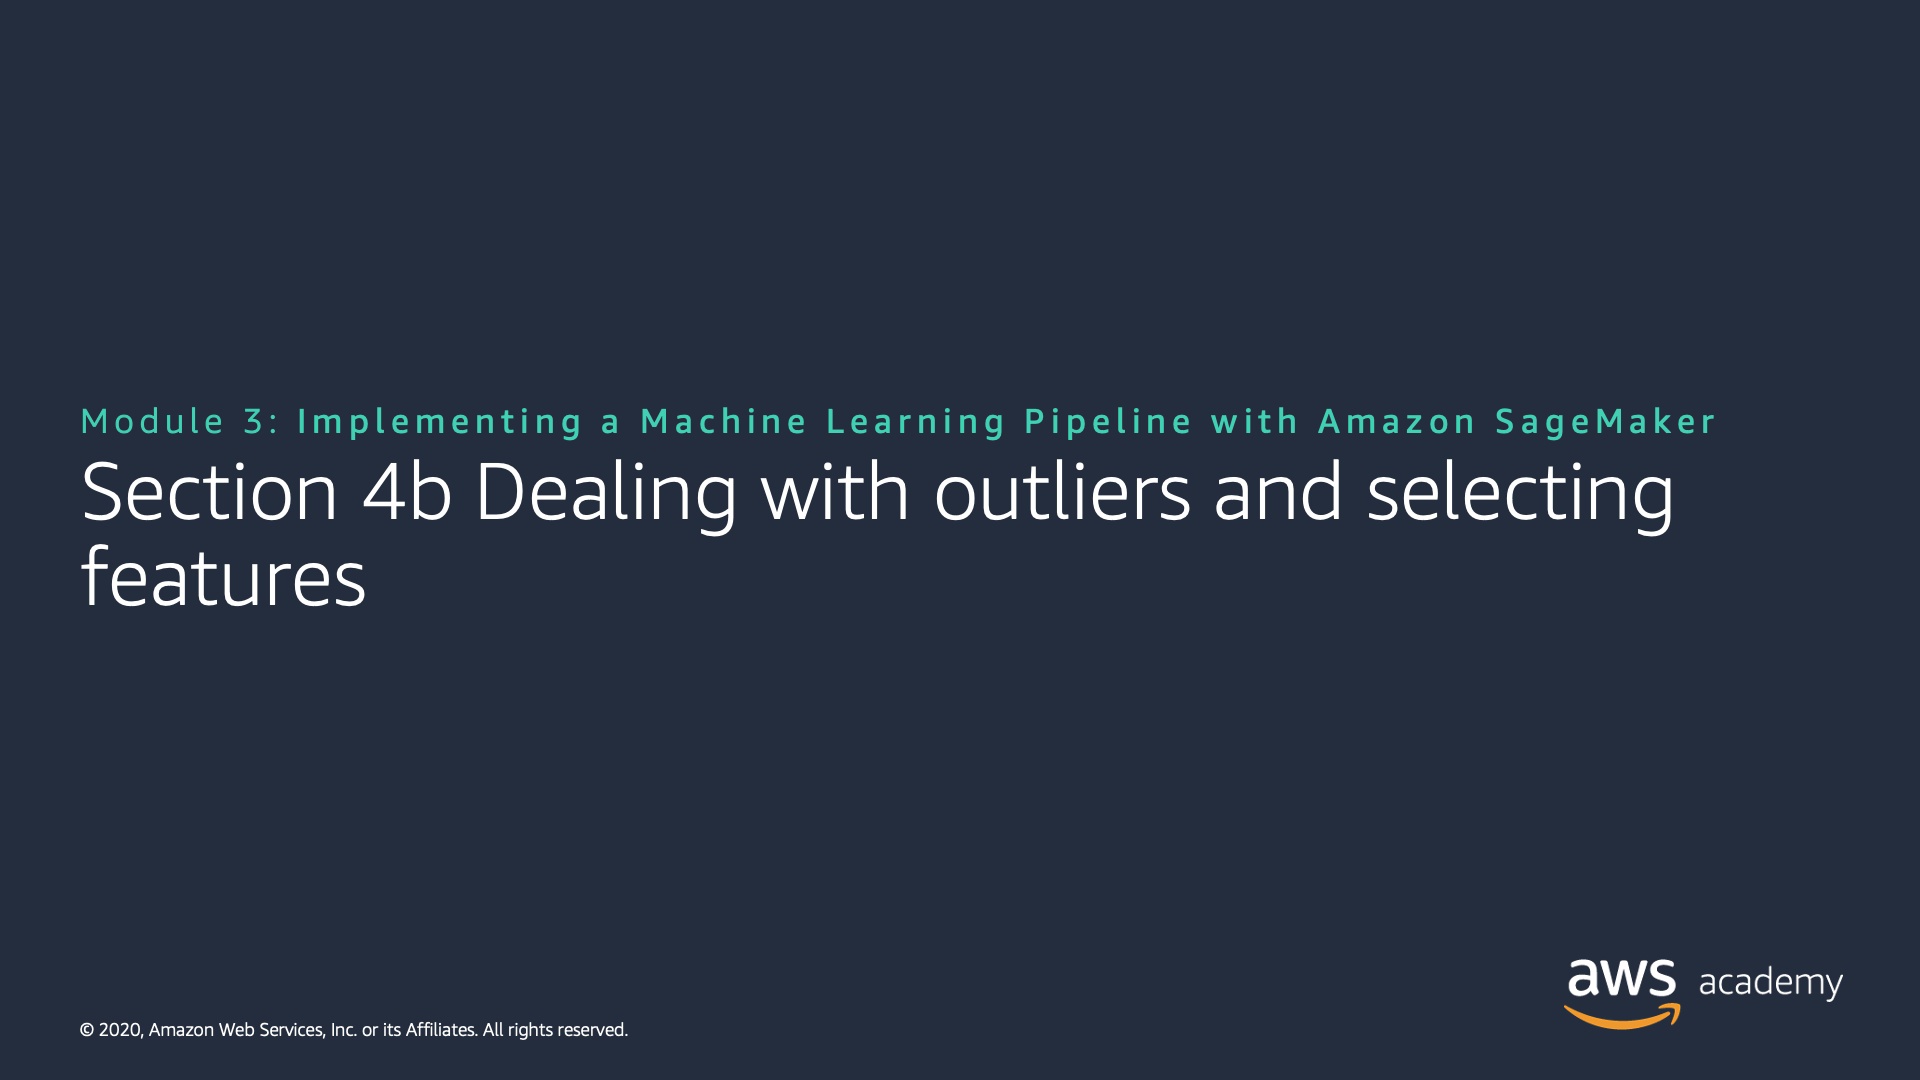 Module 3: Implementing a Machine Learning Pipeline with Amazon SageMaker
Section 4b Dealing with outliers and selecting
features
aws academy
© 2020, Amazon Web Services, Inc. or its Affiliates. All rights reserved.